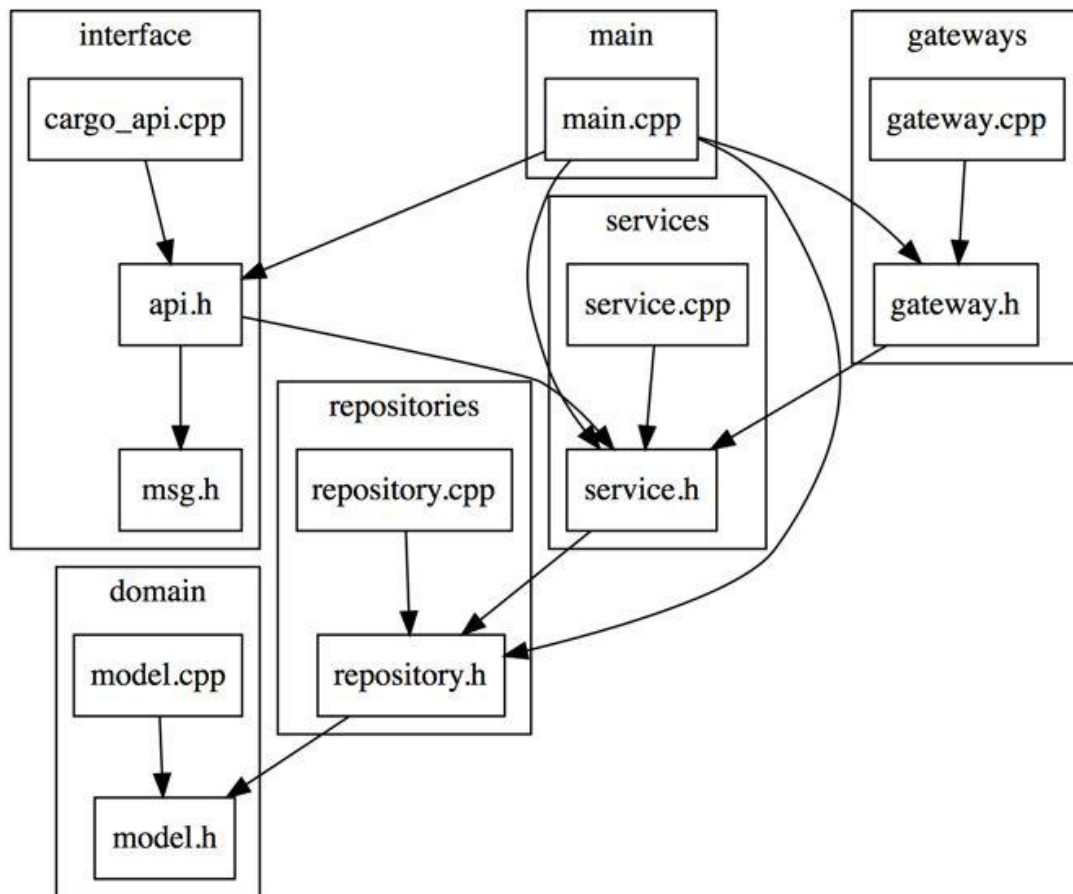 interface
main
gateways
cargo_api.cpp
main.cpp
gateway.cpp
services
api.h
service.cpp
gateway.h
repositories
msg.h
repository.cpp
service.h
domain
model.cpp
repository.h
model.h